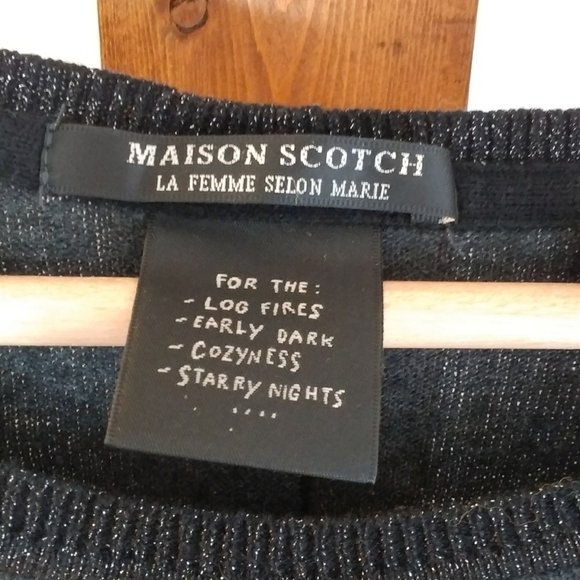 MAISON SCOTCH
LA FEMME SELON MARIE
FOR THE:
- LOG FIRES
- EARLY DARK
- COZYNESS
- STARRY NIGHTS